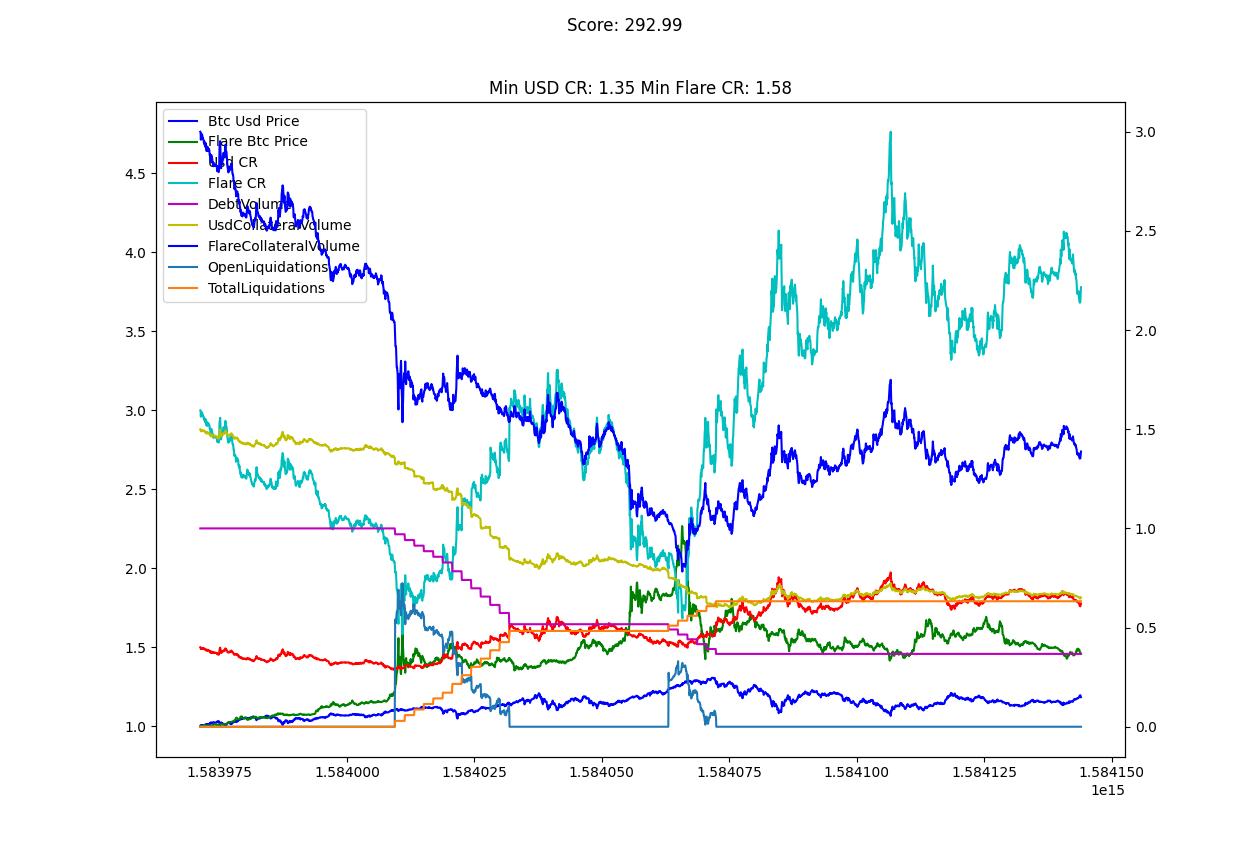 Score: 292.99
Min USD CR: 1.35 Min Flare CR: 1.58
Btc Usd Price
Flare Btc Price
Usd CR
Flare CR
DebtVolume
UsdCollateralVolume
FlareCollateralVolume
OpenLiquidations
TotalLiquidations
4.5
4.0
3.5
3.0
2.5
2.0
1.5
1.0
3.0
2.5
2.0
1.5
1.0
0.5
0.0
1.583975 1.584000 1.584025 1.584050 1.584075 1.584100 1.584125 1.584150
1e15